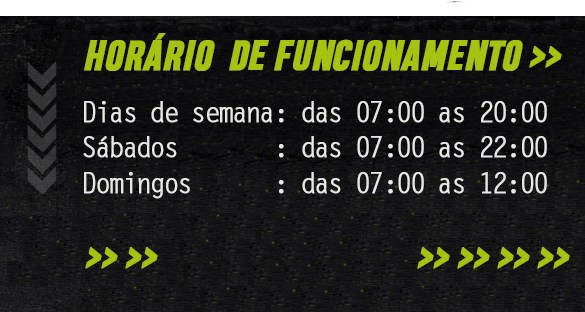 HORÁRIO DE FUNCIONAMENTO >>
Dias de semana: das 07:00 as 20:00
Sábados : das 07:00 as 22:00
Domingos : das 07:00 as 12:00
>> >> >> >> >> >>